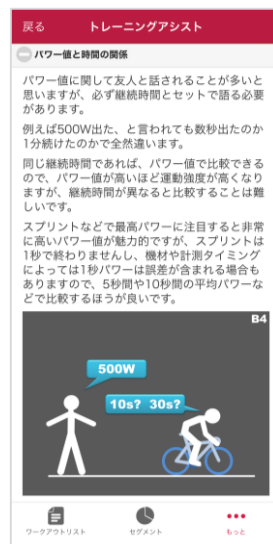 戻る トレーニングアシスト
パワー値と時間の関係
パワー値に関して友人と話されることが多いと
思いますが、必ず継続時間とセットで語る必要
があります。
例えば500W出た、と言われても数秒出たのか
1分続けたのかで全然違います。
同じ継続時間であれば、パワー値で比較できる
ので、パワー値が高いほど運動強度が高くなり
ますが、継続時間が異なると比較することは難
しいです。
スプリントなどで最高パワーに注目すると非常
に高いパワー値が魅力的ですが、スプリントは
1秒で終わりませんし、機材や計測タイミング
によっては1秒パワーは誤差が含まれる場合も
ありますので、5秒間や10秒間の平均パワーな
どで比較するほうが良いです。
B4
500W
10s? 30s?
ワークアウトリスト セグメント もっと